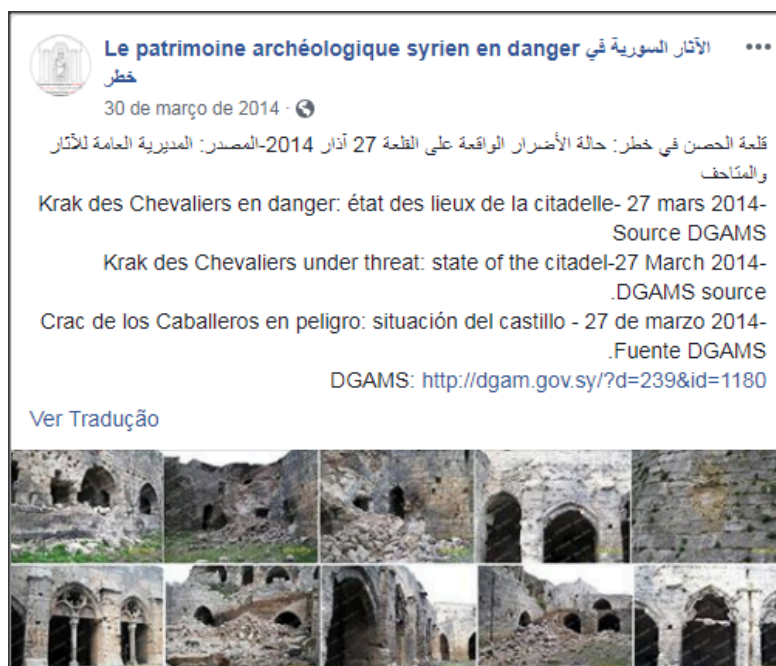 Le patrimoine archéologique syrien en danger الآثار السورية في
خطر
30 de março de 2014 ·
قلعة الحصن في خطر: حالة الأضرار الواقعة على القلعة 27 آذار 2014-المصدر: المديرية العامة للآثار
والمتاحف
Krak des Chevaliers en danger: état des lieux de la citadelle- 27 mars 2014-
Source DGAMS
Krak des Chevaliers under threat: state of the citadel-27 March 2014-
.DGAMS source
Crac de los Caballeros en peligro: situación del castillo - 27 de marzo 2014-
.Fuente DGAMS
DGAMS: http://dgam.gov.sy/?d=239&id=1180
Ver Tradução